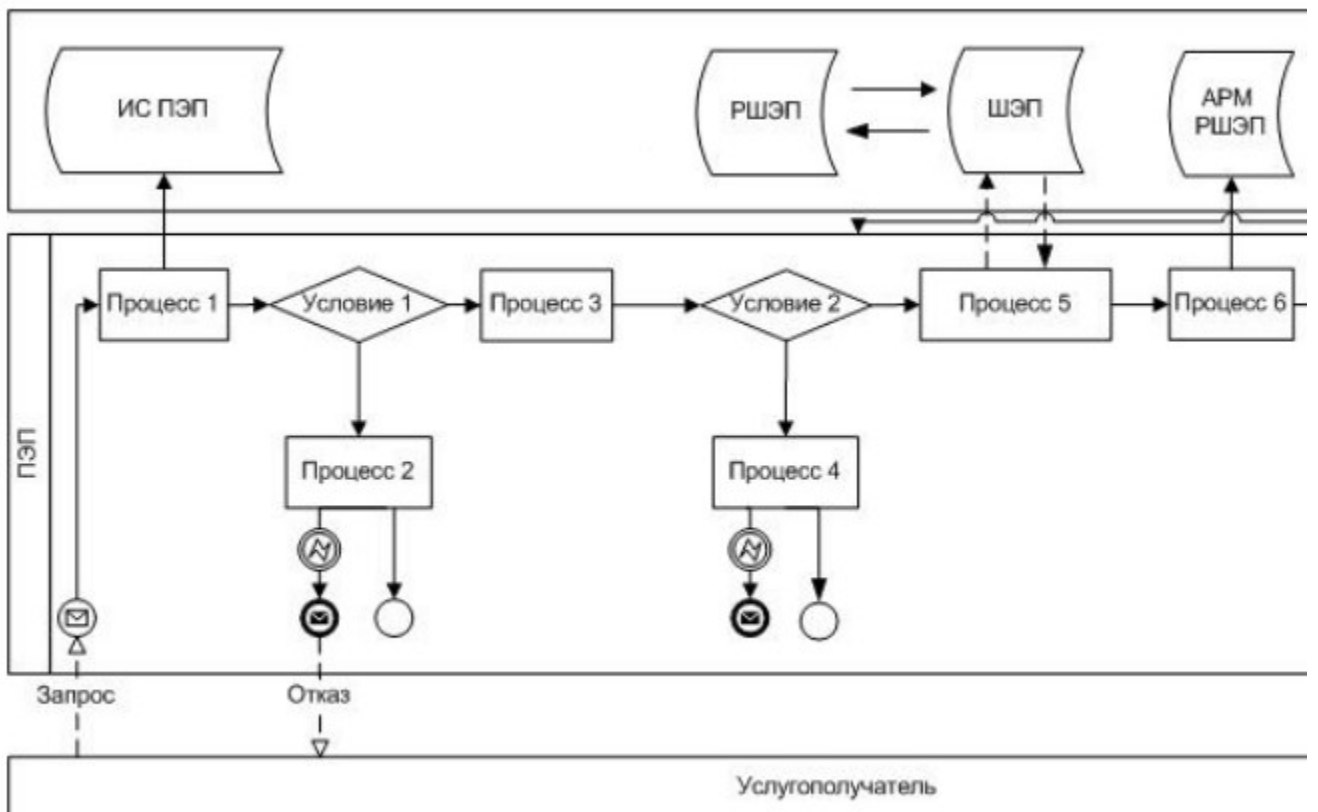 ИС ПЭП
РШЭП
ШЭП
АРМ
РШЭП
Процесс 1
Условие 1
Процесс 3
Условие 2
Процесс 5
Процесс 6
ПЭП
Процесс 2
Процесс 4
Запрос
Отказ
Услугополучатель